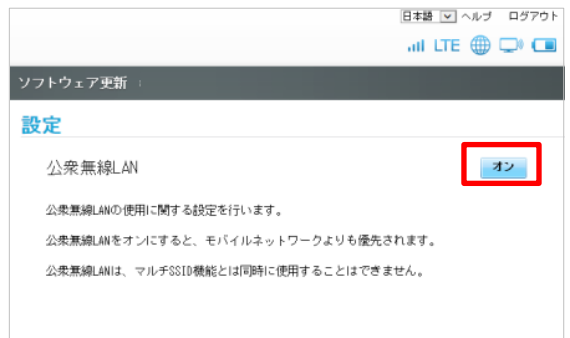 日本語 ヘルプ ログアウト
LTE
ソフトウェア更新
設定
公衆無線LAN オン
公衆無線LANの使用に関する設定を行います。
公衆無線LANをオンにすると、モバイルネットワークよりも優先されます。
公衆無線LANは、マルチSSID機能とは同時に使用することはできません。